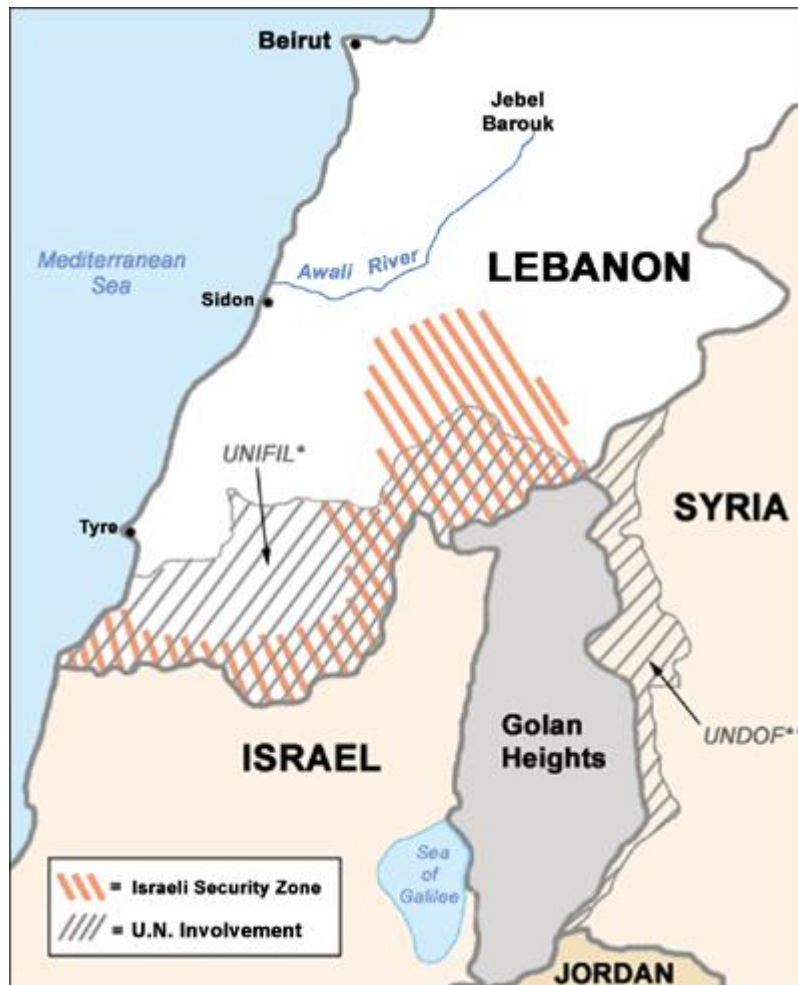 Beirut
Jebel
Barouk
Mediterranean
Sea
Awali River
LEBANON
Sidon
UNIFIL*
SYRIA
Tyre
Golan
Heights
UNDOF*
ISRAEL
Sea
of
Galilee
= Israeli Security Zone
= U.N. Involvement
JORDAN